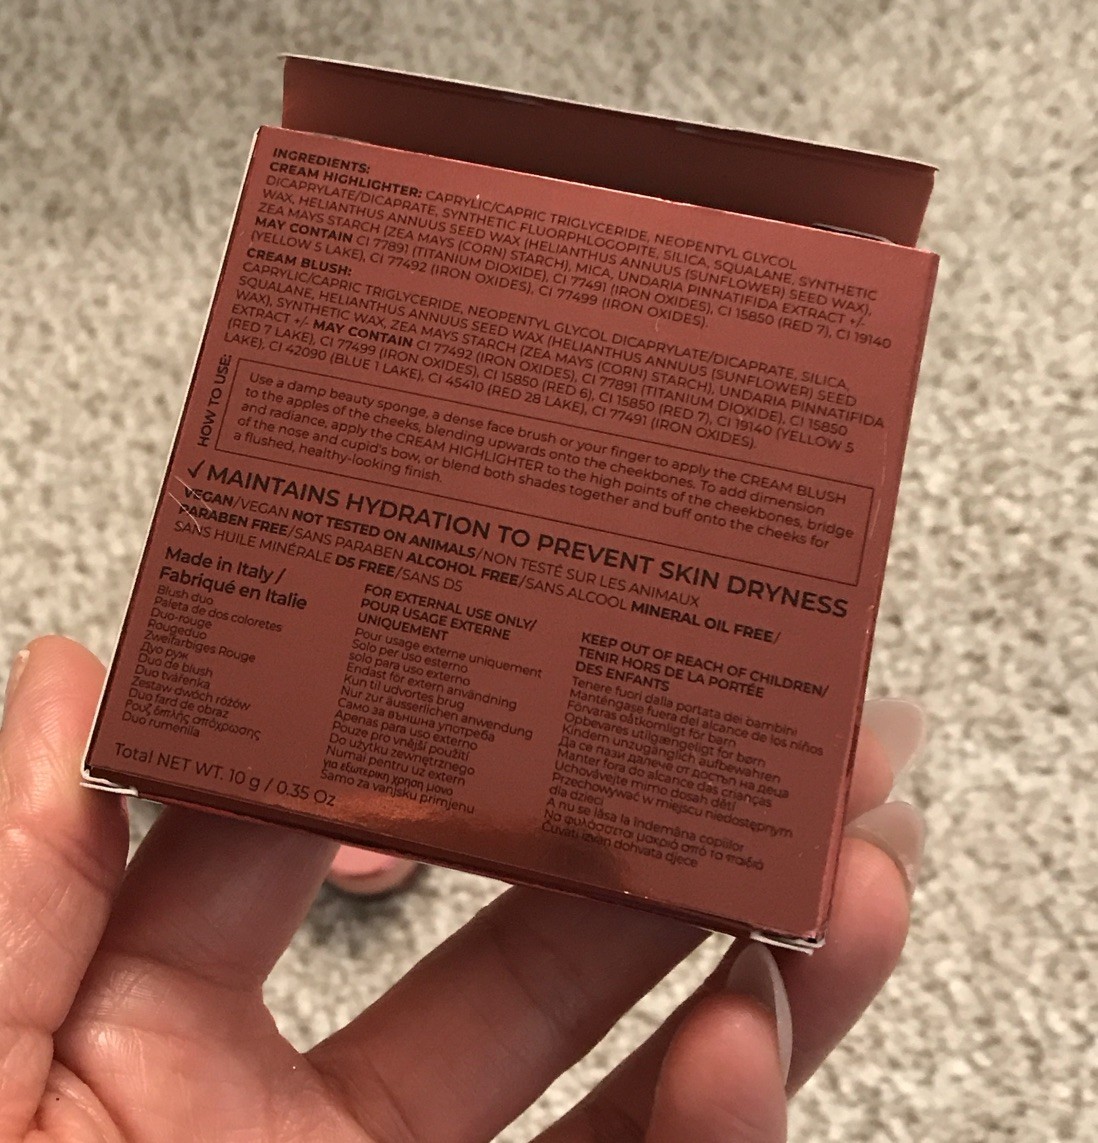 INGREDIENTS:
CREAM HIGHLIGHTER: CAPRYLIC/CAPRIC TRIGLYCERIDE, NEOPENTYL GLYCOL
DICAPRYLATE/DICAPRATE, SYNTHETIC FLUORPHLOGOPITE, SILICA, SQUALANE, SYNTHETIC
WAX, HELIANTHUS ANNUUS SEED WAX (HELIANTHUS ANNUUS (SUNFLOWER) SEED WAX),
ZEA MAYS STARCH (ZEA MAYS (CORN) STARCH), MICA, UNDARIA PINNATIFIDA EXTRACT +/-
MAY CONTAIN CI 77891 (TITANIUM DIOXIDE), CI 77491 (IRON OXIDES), CI 15850 (RED 7), CI 19140
(YELLOW 5 LAKE), CI 77492 (IRON OXIDES), CI 77499 (IRON OXIDES).
CREAM BLUSH:
CAPRYLIC/CAPRIC TRIGLYCERIDE, NEOPENTYL GLYCOL DICAPRYLATE/DICAPRATE, SILICA,
SQUALANE, HELIANTHUS ANNUUS SEED WAX (HELIANTHUS ANNUUS (SUNFLOWER) SEED
WAX), SYNTHETIC WAX, ZEA MAYS STARCH (ZEA MAYS (CORN) STARCH), UNDARIA PINNATIFIDA
EXTRACT +/- MAY CONTAIN CI 77492 (IRON OXIDES), CI 77891 (TITANIUM DIOXIDE), CI 15850
(RED 7 LAKE), CI 77499 (IRON OXIDES), CI 15850 (RED 6), CI 15850 (RED 7), CI 19140 (YELLOW 5
LAKE), CI 42090 (BLUE 1 LAKE), CI 45410 (RED 28 LAKE), CI 77491 (IRON OXIDES).
HOW TO USE:
Use a damp beauty sponge, a dense face brush or your finger to apply the CREAM BLUSH
to the apples of the cheeks, blending upwards onto the cheekbones. To add dimension
and radiance, apply the CREAM HIGHLIGHTER to the high points of the cheekbones, bridge
of the nose and cupid's bow, or blend both shades together and buff onto the cheeks for
a flushed, healthy-looking finish.
✓ MAINTAINS HYDRATION TO PREVENT SKIN DRYNESS
VEGAN/VEGAN NOT TESTED ON ANIMALS/NON TESTÉ SUR LES ANIMAUX
PARABEN FREE/SANS PARABEN ALCOHOL FREE/SANS ALCOOL MINERAL OIL FREE/
SANS HUILE MINÉRALE D5 FREE/SANS D5
Made in Italy /
Fabriqué en Italie
Blush duo
Paleta de dos coloretes
Duo-rouge
Rougeduo
Zweifarbiges Rouge
Дуо руж
Duo de blush
Duo tvářenka
Zestaw dwóch różów
Duo fard de obraz
Ρουζ διπλής απόχρωσης
Duo rumenila
Total NET WT. 10 g / 0.35 Oz
FOR EXTERNAL USE ONLY/
POUR USAGE EXTERNE
UNIQUEMENT
Pour usage externe uniquement
Solo per uso esterno
solo para uso externo
Endast för extern användning
Kun til udvortes brug
Nur zur äusserlichen anwendung
Само за външна употреба
Apenas para uso externo
Pouze pro vnější použití
Do użytku zewnętrznego
Numai pentru uz extern
για εξωτερική χρήση μόνο
Samo za vanjsku primjenu
KEEP OUT OF REACH OF CHILDREN/
TENIR HORS DE LA PORTÉE
DES ENFANTS
Tenere fuori dalla portata dei bambini
Manténgase fuera del alcance de los niños
Förvaras oåtkomligt för barn
Opbevares utilgængeligt for børn
Kindern unzugänglich aufbewahren
Да се пази далече от достъп на деца
Manter fora do alcance das crianças
Uchovávejte mimo dosah dětí
Przechowywać w miejscu niedostępnym
dla dzieci
A nu se lăsa la îndemâna copiilor
Να φυλάσσεται μακριά από τα παιδιά
Čuvati izvan dohvata djece